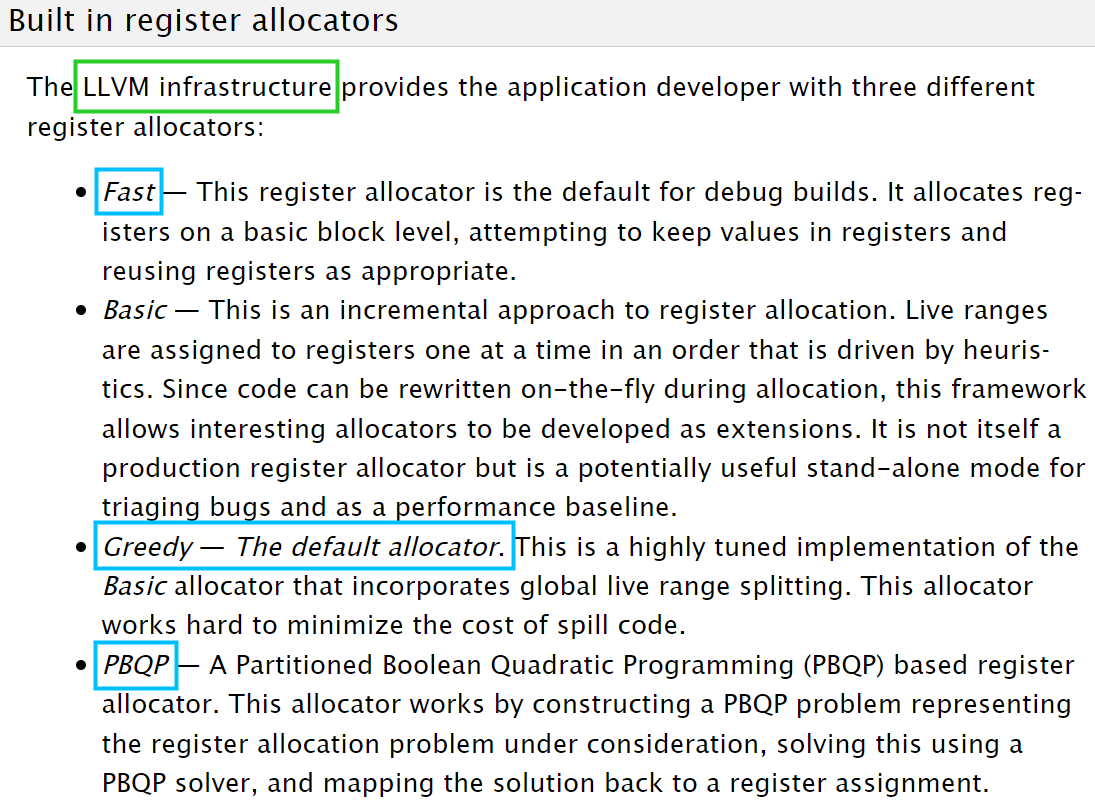 Built in register allocators
The LLVM infrastructure provides the application developer with three different
register allocators:
• Fast — This register allocator is the default for debug builds. It allocates reg-
isters on a basic block level, attempting to keep values in registers and
reusing registers as appropriate.
• Basic — This is an incremental approach to register allocation. Live ranges
are assigned to registers one at a time in an order that is driven by heuris-
tics. Since code can be rewritten on-the-fly during allocation, this framework
allows interesting allocators to be developed as extensions. It is not itself a
production register allocator but is a potentially useful stand-alone mode for
triaging bugs and as a performance baseline.
• Greedy — The default allocator. This is a highly tuned implementation of the
Basic allocator that incorporates global live range splitting. This allocator
works hard to minimize the cost of spill code.
• PBQP — A Partitioned Boolean Quadratic Programming (PBQP) based register
allocator. This allocator works by constructing a PBQP problem representing
the register allocation problem under consideration, solving this using a
PBQP solver, and mapping the solution back to a register assignment.